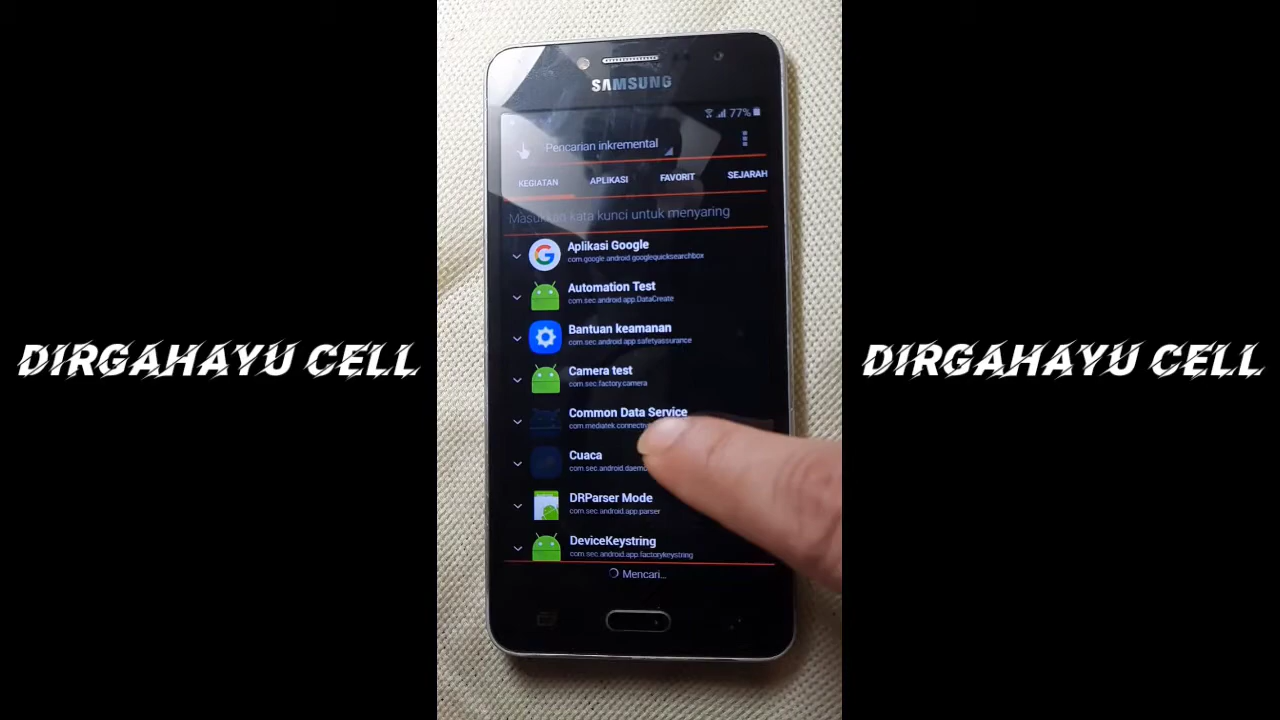 SAMSUNG
77%
Pencarian inkremental
KEGIATAN APLIKASI FAVORIT SEJARAH
Masukkan kata kunci untuk menyaring
Aplikasi Google
com.google.android.googlequicksearchbox
Automation Test
com.sec.android.app.DataCreate
Bantuan keamanan
com.sec.android.app.safetyassurance
Camera test
com.sec.factory.camera
DIRGAHAYU CELL
DIRGAHAYU CELL
Common Data Service
Cuaca
DRParser Mode
com.sec.android.app.parser
DeviceKeystring
com.sec.android.app.factorykeystring
Mencari...